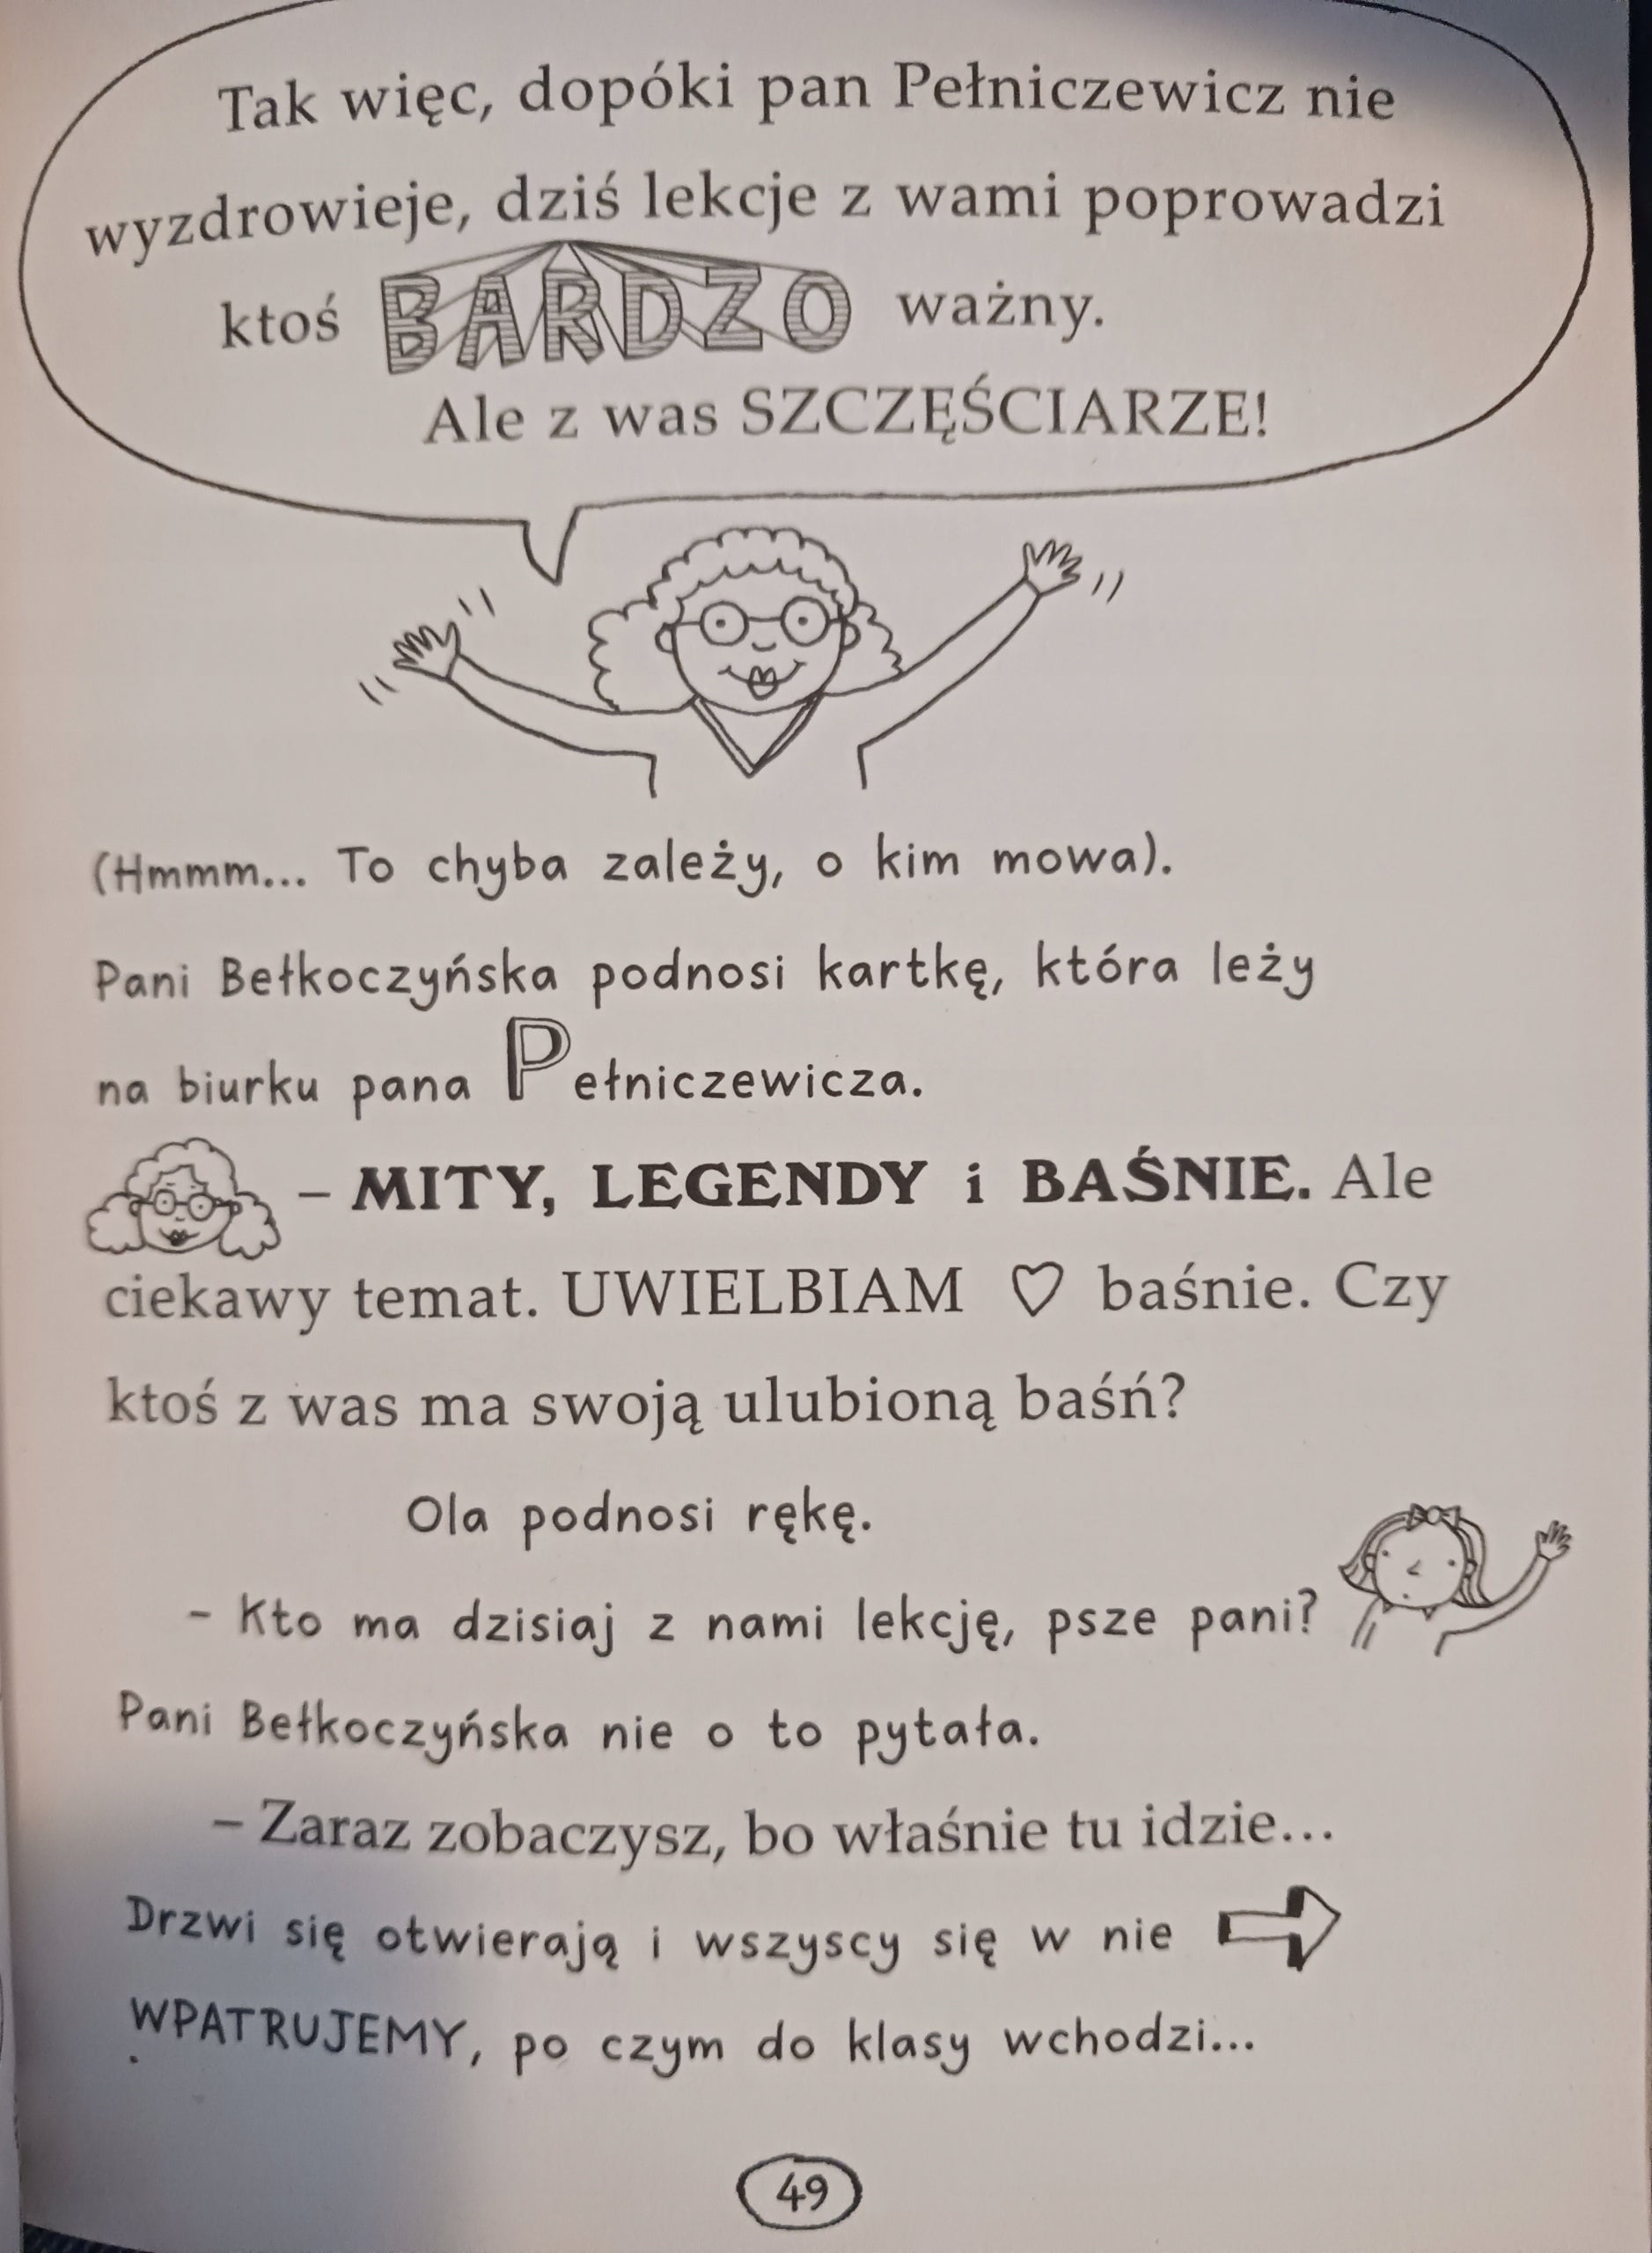 Tak więc, dopóki pan Pełniczewicz nie
wyzdrowieje, dziś lekcje z wami poprowadzi
ktoś BARDZO ważny.
Ale z was SZCZĘŚCIARZE!
(Hmmm... To chyba zależy, o kim mowa).
Pani Bełkoczyńska podnosi kartkę, która leży
na biurku pana Pełniczewicza.
– MITY, LEGENDY i BAŚNIE. Ale
ciekawy temat. UWIELBIAM ♡ baśnie. Czy
ktoś z was ma swoją ulubioną baśń?
Ola podnosi rękę.
– Kto ma dzisiaj z nami lekcję, psze pani?
Pani Bełkoczyńska nie o to pytała.
– Zaraz zobaczysz, bo właśnie tu idzie...
Drzwi się otwierają i wszyscy się w nie
WPATRUJEMY, po czym do klasy wchodzi...
49